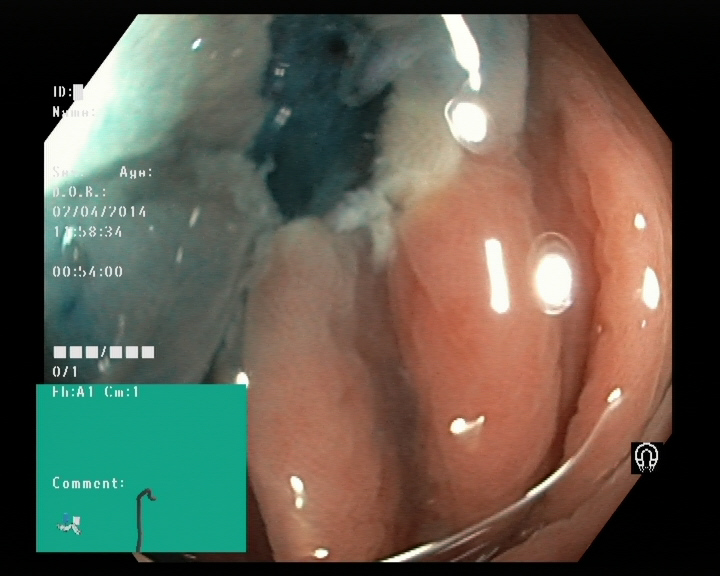 ID:
Name:
Sex: Age:
D.O.B.:
02/04/2014
11:58:34
00:54:00
■■■/■■■
0/1
Eh:A1 Cm:1
Comment: